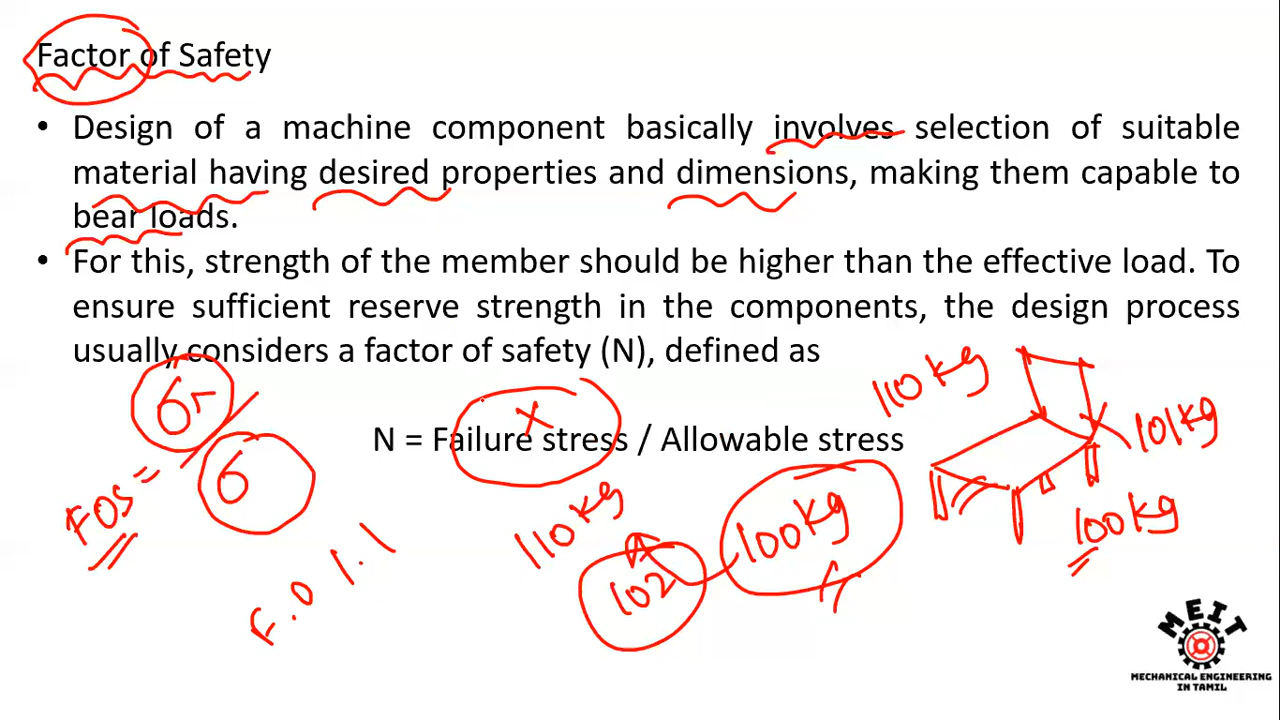 Factor of Safety
• Design of a machine component basically involves selection of suitable
material having desired properties and dimensions, making them capable to
bear loads.
• For this, strength of the member should be higher than the effective load. To
ensure sufficient reserve strength in the components, the design process
usually considers a factor of safety (N), defined as
110 kg
101 kg
N = Failure stress / Allowable stress
FOS =
6
110 kg
102
100 kg
100 kg
F.O 1.1
MEIT
MECHANICAL ENGINEERING
IN TAMIL